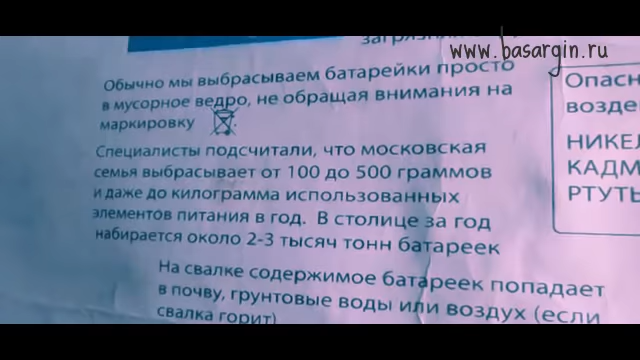 www.basargin.ru
Обычно мы выбрасываем батарейки просто
в мусорное ведро, не обращая внимания на
маркировку
Специалисты подсчитали, что московская
семья выбрасывает от 100 до 500 граммов
и даже до килограмма использованных
элементов питания в год. В столице за год
набирается около 2-3 тысяч тонн батареек
На свалке содержимое батареек попадает
в почву, грунтовые воды или воздух (если
свалка горит)
Опасн
возде
НИКЕЛ
КАДМ
РТУТЬ